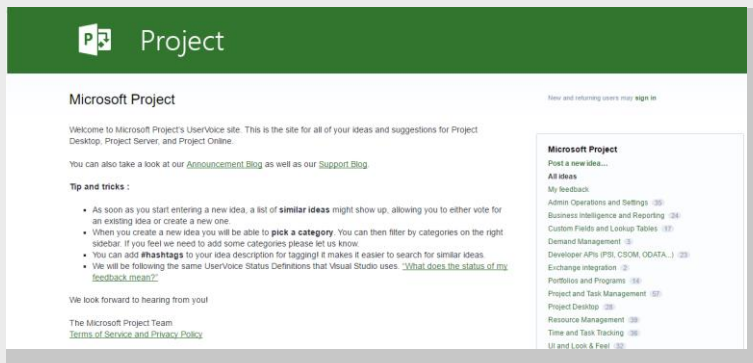 P Project
Microsoft Project
New and returning users may sign in
Welcome to Microsoft Project's UserVoice site. This is the site for all of your ideas and suggestions for Project
Desktop, Project Server, and Project Online.
You can also take a look at our Announcement Blog as well as our Support Blog.
Tip and tricks :
• As soon as you start entering a new idea, a list of similar ideas might show up, allowing you to either vote for
an existing idea or create a new one.
• When you create a new idea you will be able to pick a category. You can then filter by categories on the right
sidebar. If you feel we need to add some categories please let us know.
• You can add #hashtags to your idea description for tagging! it makes it easier to search for similar ideas.
• We will be following the same UserVoice Status Definitions that Visual Studio uses. "What does the status of my
feedback mean?"
We look forward to hearing from you!
The Microsoft Project Team
Terms of Service and Privacy Policy
Microsoft Project
Post a new idea...
All ideas
My feedback
Admin Operations and Settings
Business Intelligence and Reporting 24
Custom Fields and Lookup Tables 17
Demand Management 3
Developer APIs (PSI, CSOM, ODATA...) 23
Exchange integration 2
Portfolios and Programs 14
Project and Task Management 57
Project Desktop 28
Resource Management 39
Time and Task Tracking 36
UI and Look & Feel 32